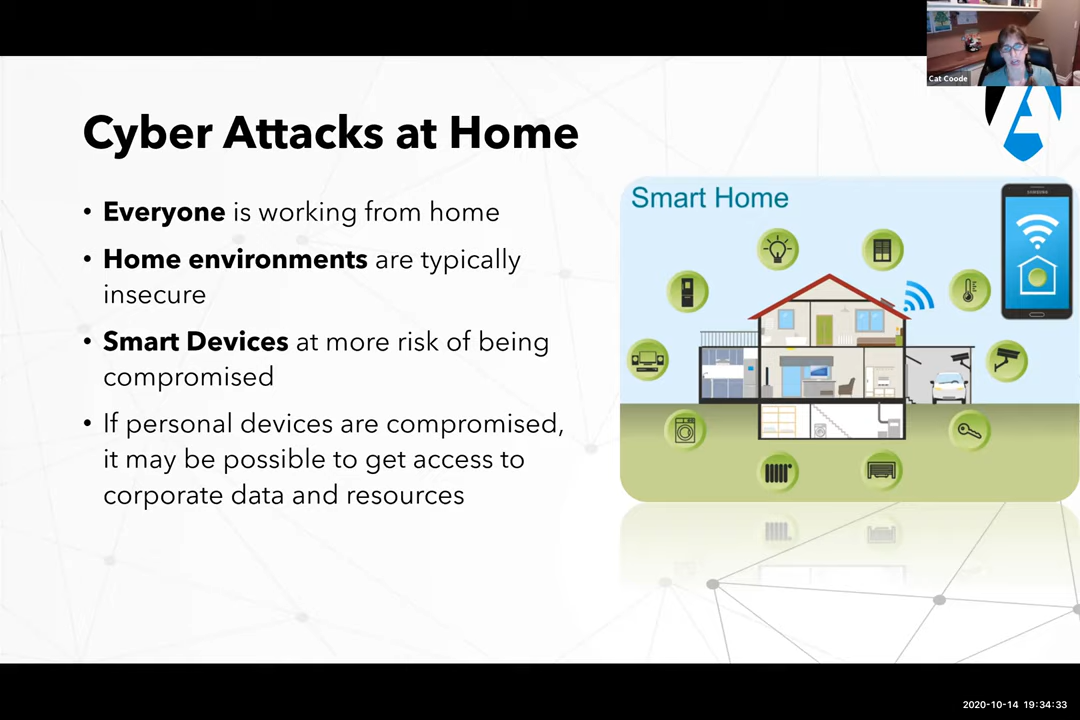 Cat Coode
Cyber Attacks at Home
• Everyone is working from home
• Home environments are typically
insecure
• Smart Devices at more risk of being
compromised
• If personal devices are compromised,
it may be possible to get access to
corporate data and resources
Smart Home
SAMSUNG
2020-10-14 19:34:33